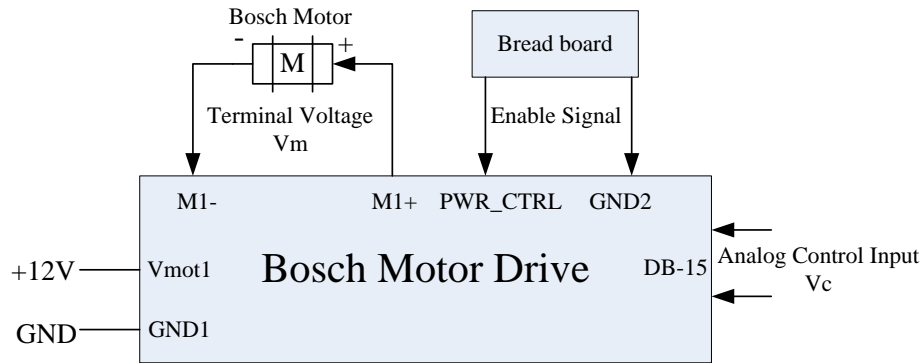 Bosch Motor
- +
M
Bread board
Terminal Voltage
Vm
Enable Signal
M1-
M1+
PWR_CTRL
GND2
+12V
Vmot1
Bosch Motor Drive
DB-15
Analog Control Input
Vc
GND
GND1